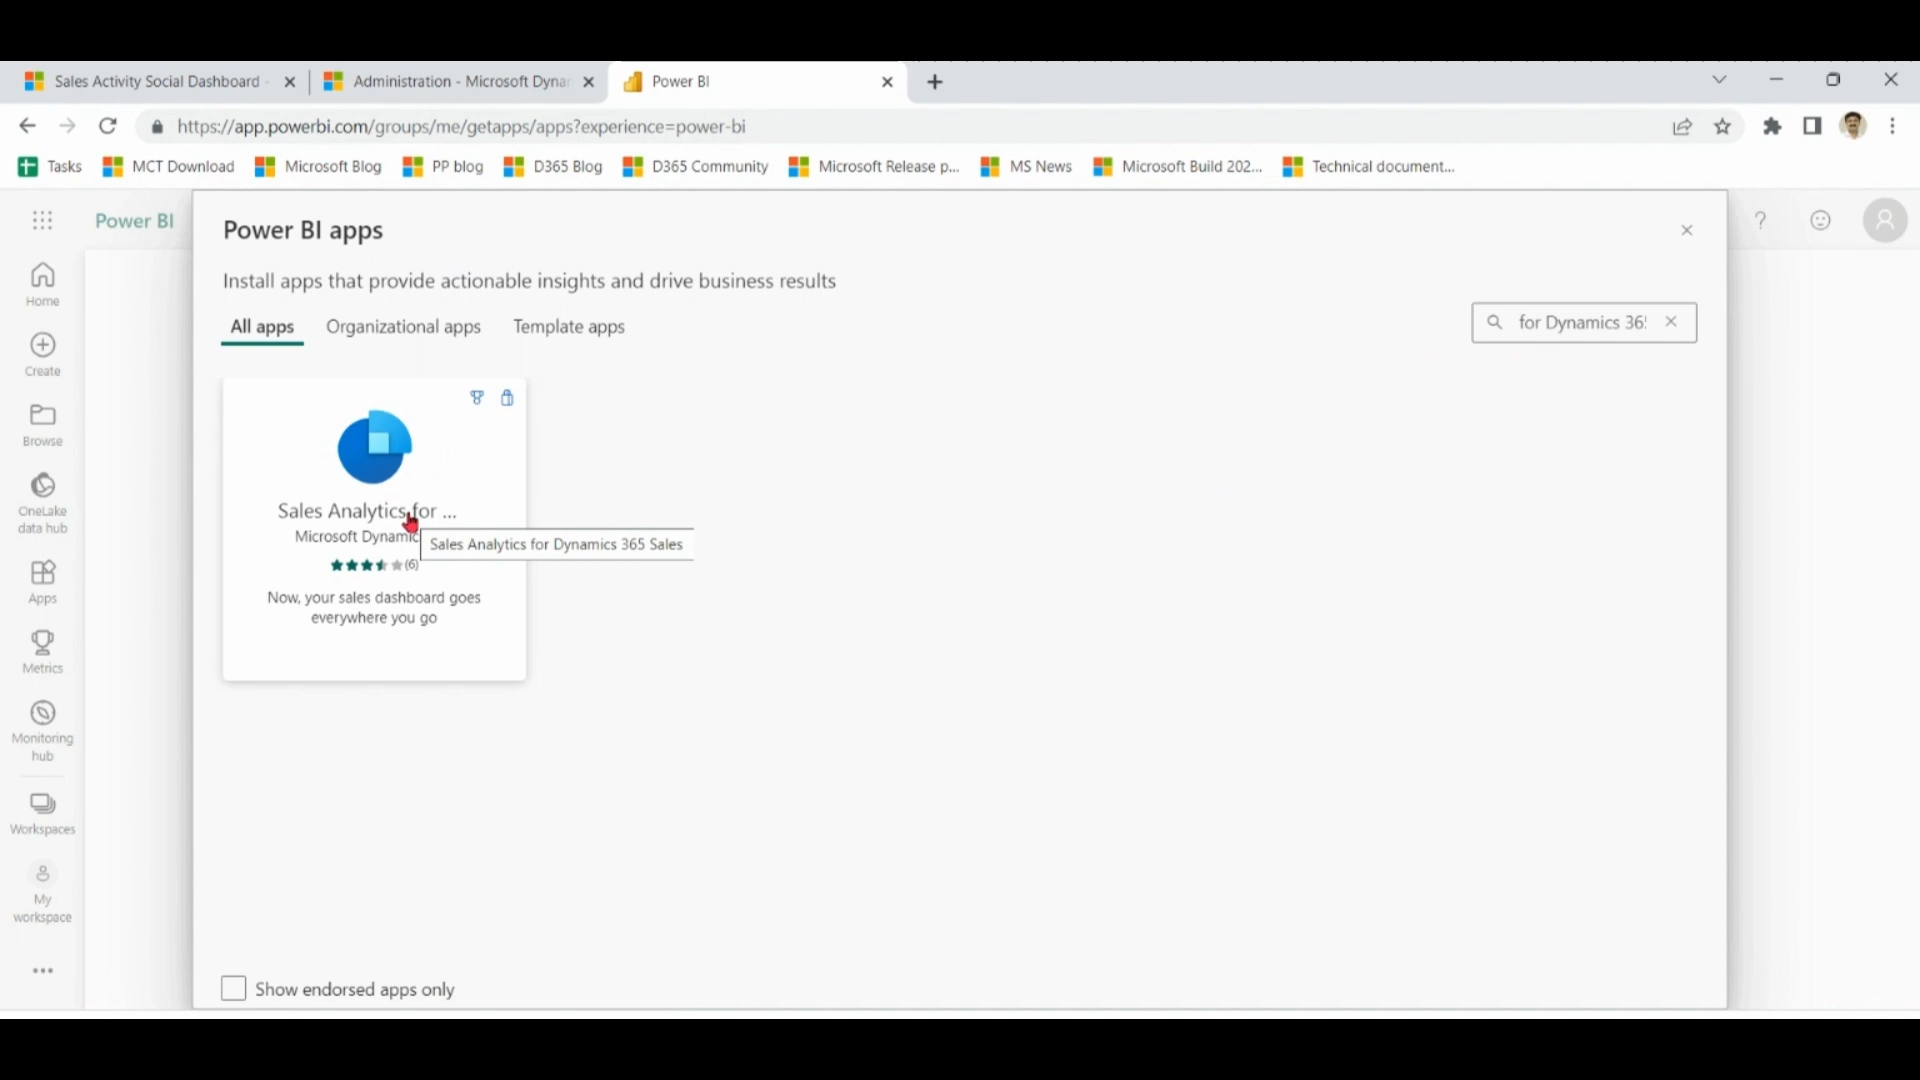 Sales Activity Social Dashboard -
Administration - Microsoft Dynar
Power BI
https://app.powerbi.com/groups/me/getapps/apps?experience=power-bi
Tasks
MCT Download
Microsoft Blog
PP blog
D365 Blog
D365 Community
Microsoft Release p...
MS News
Microsoft Build 202...
Technical document...
Power BI
Home
Create
Browse
OneLake
data hub
Apps
Metrics
Monitoring
hub
Workspaces
My
workspace
Power BI apps
Install apps that provide actionable insights and drive business results
All apps
Organizational apps
Template apps
for Dynamics 36
Sales Analytics for ...
Microsoft Dynamic
Sales Analytics for Dynamics 365 Sales
(6)
Now, your sales dashboard goes
everywhere you go
Show endorsed apps only